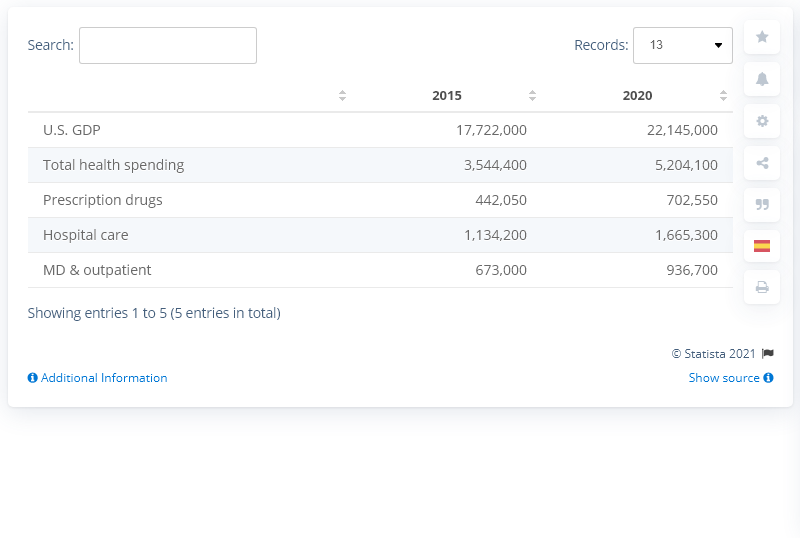 Search:
Records: 13
2015 2020
U.S. GDP 17,722,000 22,145,000
Total health spending 3,544,400 5,204,100
Prescription drugs 442,050 702,550
Hospital care 1,134,200 1,665,300
MD & outpatient 673,000 936,700
Showing entries 1 to 5 (5 entries in total)
© Statista 2021
Additional Information Show source